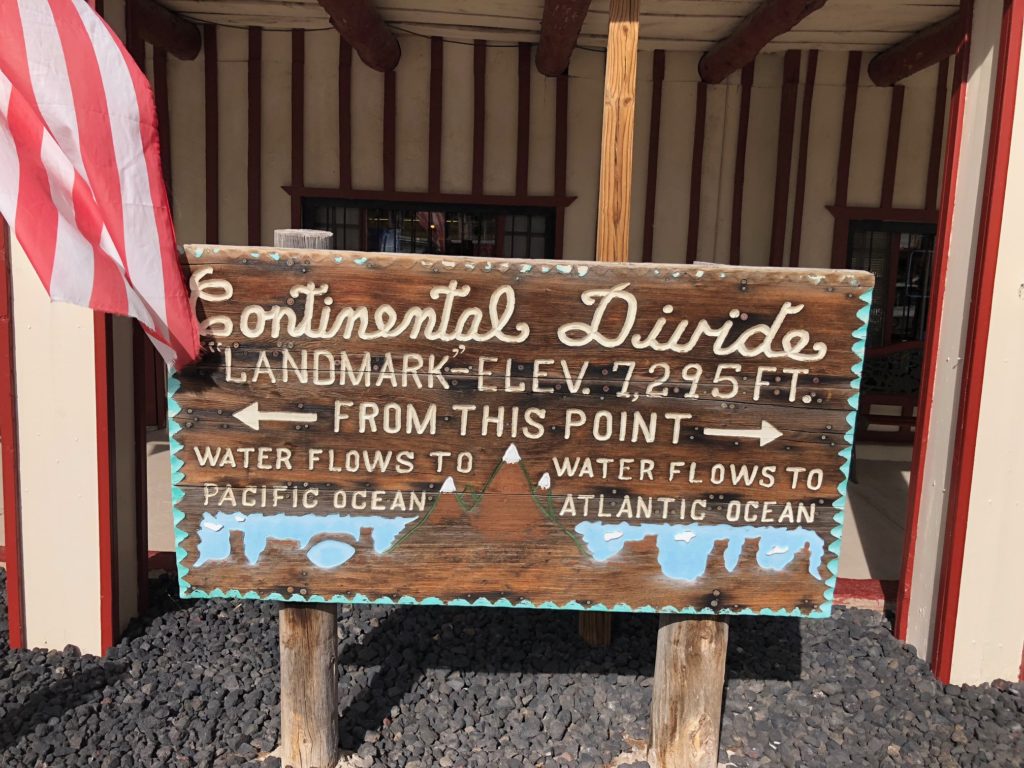 Continental Divide
"LANDMARK"-ELEV. 7,295 FT.
← FROM THIS POINT →
WATER FLOWS TO
PACIFIC OCEAN
WATER FLOWS TO
ATLANTIC OCEAN